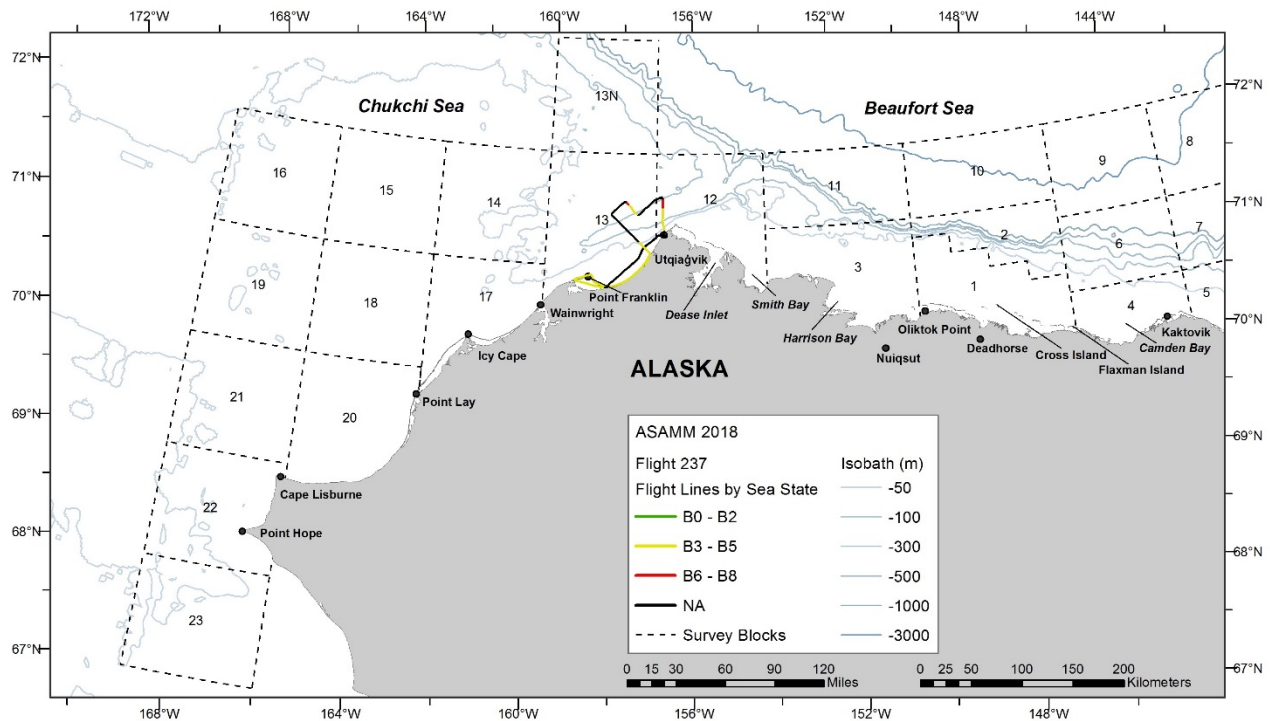 172°W 168°W 160°W 156°W 152°W 148°W 144°W
72°N
72°N
Chukchi Sea
Beaufort Sea
13N
8
9
10
16
15
14
11
12
71°N
71°N
13
7
2
6
Utqiaġvik
19
18
17
3
1
4
5
70°N
70°N
Point Franklin
Wainwright
Dease Inlet
Smith Bay
Harrison Bay
Oliktok Point
Nuiqsut
Deadhorse
Cross Island
Flaxman Island
Camden Bay
Kaktovik
Icy Cape
ALASKA
21
20
Point Lay
69°N
69°N
Cape Lisburne
22
Point Hope
68°N
68°N
23
67°N
67°N
ASAMM 2018
Flight 237
Flight Lines by Sea State
B0 - B2
B3 - B5
B6 - B8
NA
Survey Blocks
Isobath (m)
-50
-100
-300
-500
-1000
-3000
0 15 30 60 90 120
Miles
0 25 50 100 150 200
Kilometers
168°W 164°W 160°W 156°W 152°W 148°W